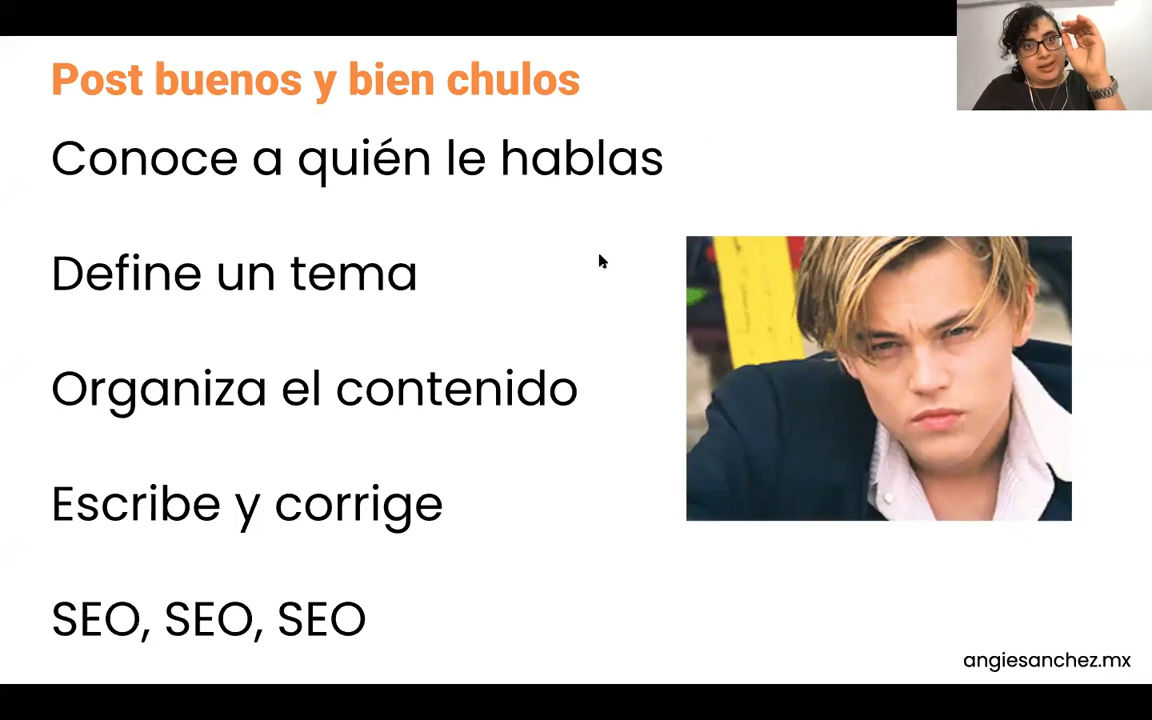 Post buenos y bien chulos
Conoce a quién le hablas
Define un tema
Organiza el contenido
Escribe y corrige
SEO, SEO, SEO
angiesanchez.mx